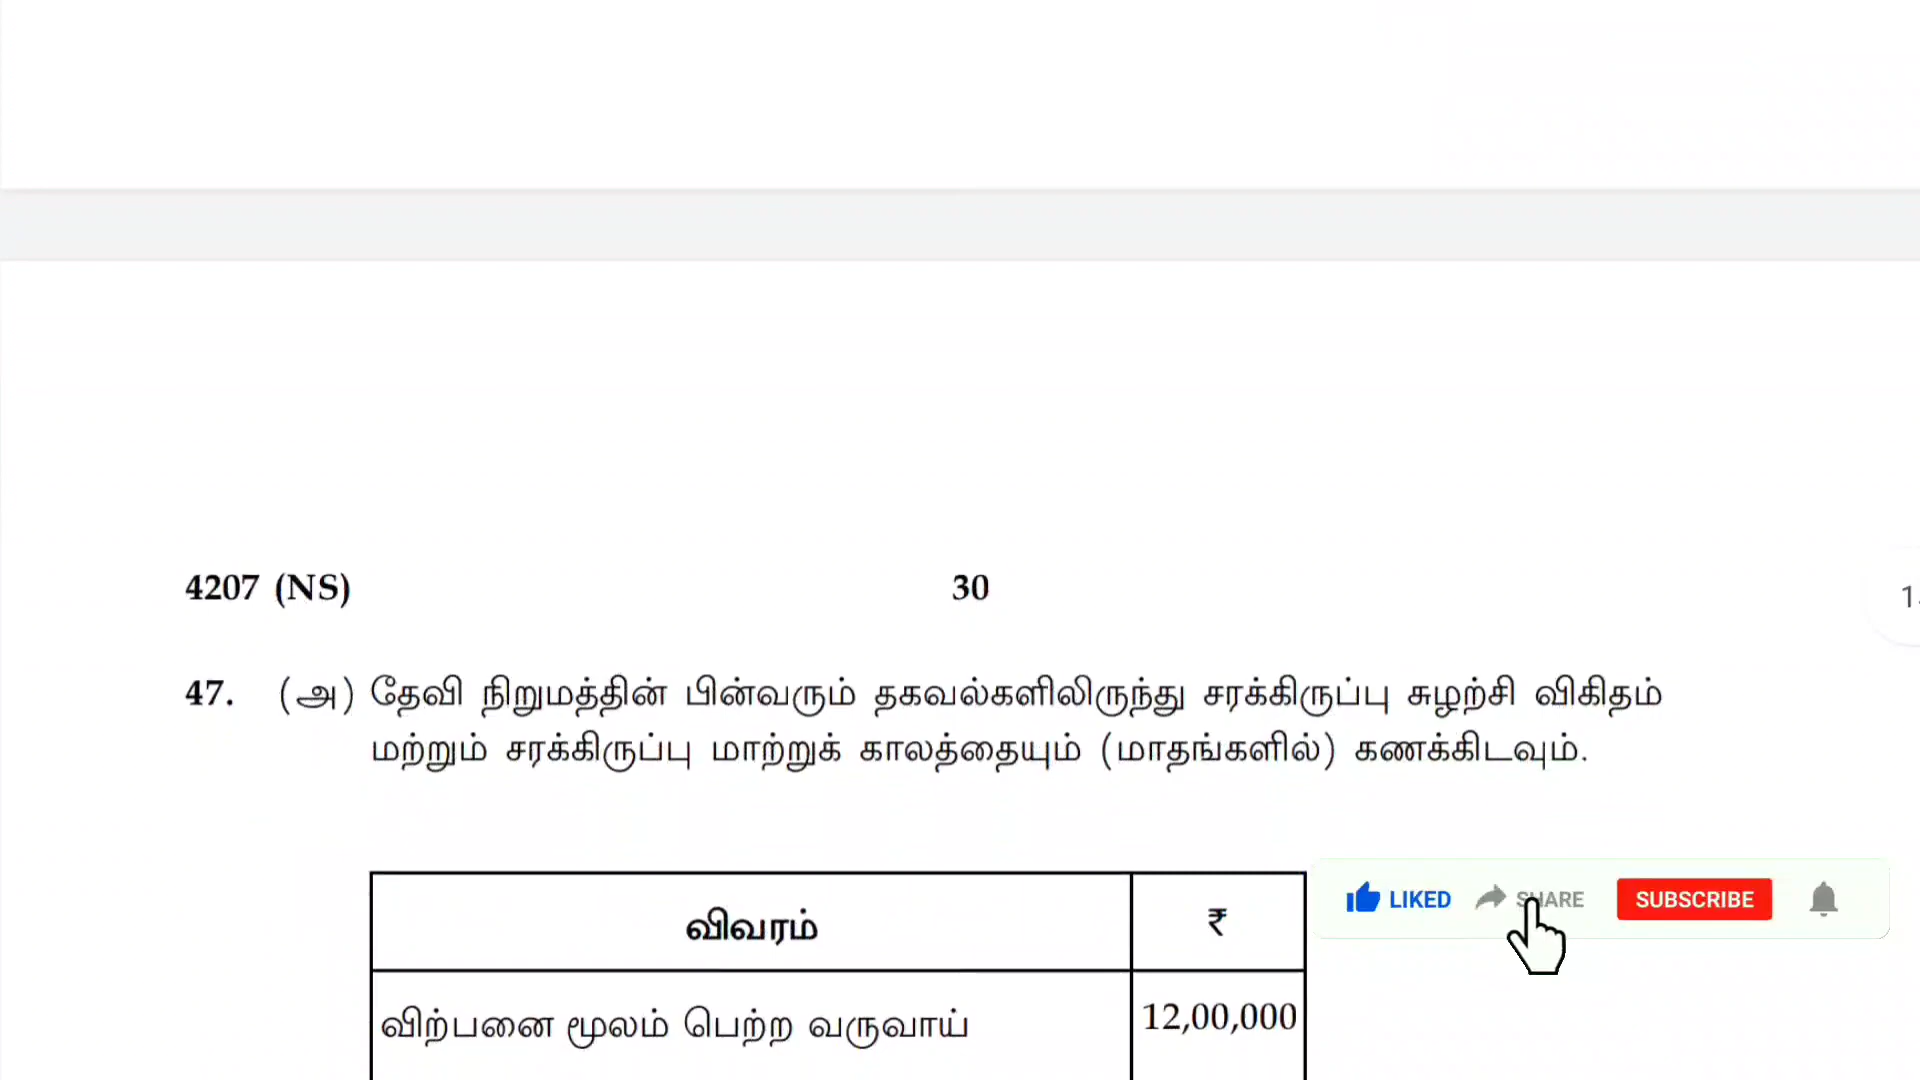 4207 (NS) 30
1
47. (அ) தேவி நிறுமத்தின் பின்வரும் தகவல்களிலிருந்து சரக்கிருப்பு சுழற்சி விகிதம்
மற்றும் சரக்கிருப்பு மாற்றுக் காலத்தையும் (மாதங்களில்) கணக்கிடவும்.
விவரம் ₹
LIKED SHARE SUBSCRIBE
விற்பனை மூலம் பெற்ற வருவாய் 12,00,000